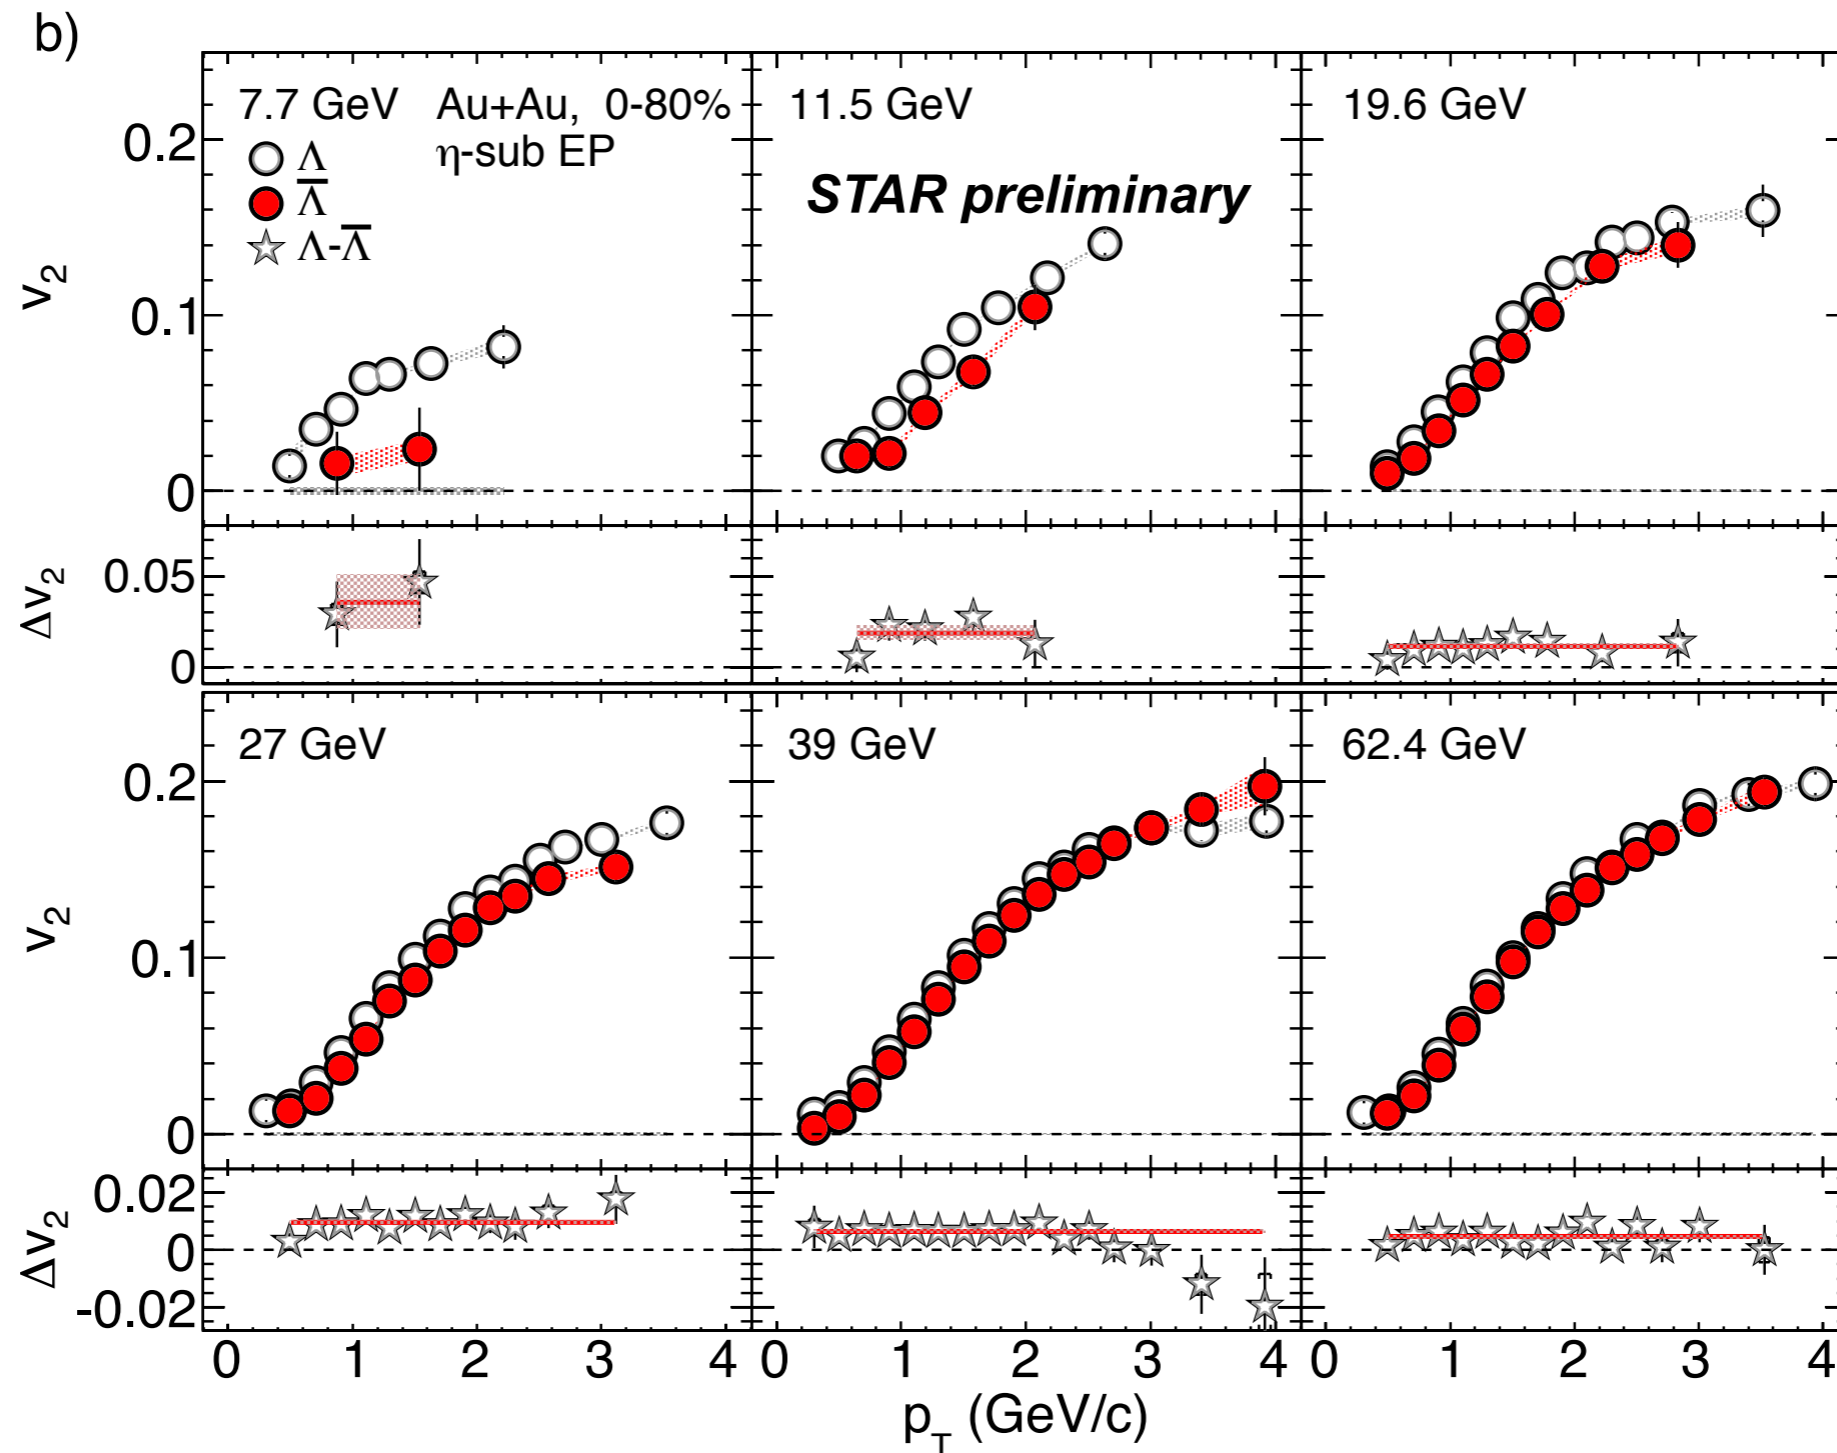 b)
7.7 GeV Au+Au, 0-80%
η-sub EP
Λ
Λ̅
Λ-Λ̅
11.5 GeV
STAR preliminary
19.6 GeV
v₂
0.2
0.1
0
Δv₂
0.05
0
27 GeV
39 GeV
62.4 GeV
v₂
0.2
0.1
0
Δv₂
0.02
0
-0.02
0 1 2 3 4 0 1 2 3 4 0 1 2 3 4
p_T (GeV/c)